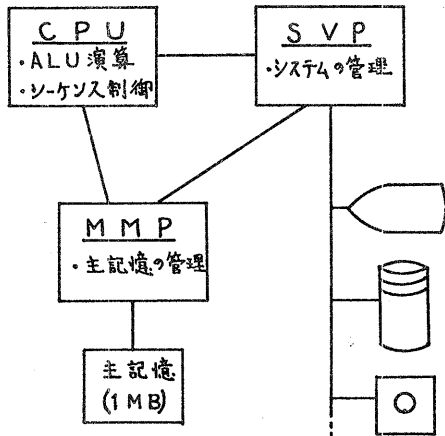 CPU
・ALU演算
・シーケンス制御
SVP
・システムの管理
MMP
・主記憶の管理
主記憶
(1MB)